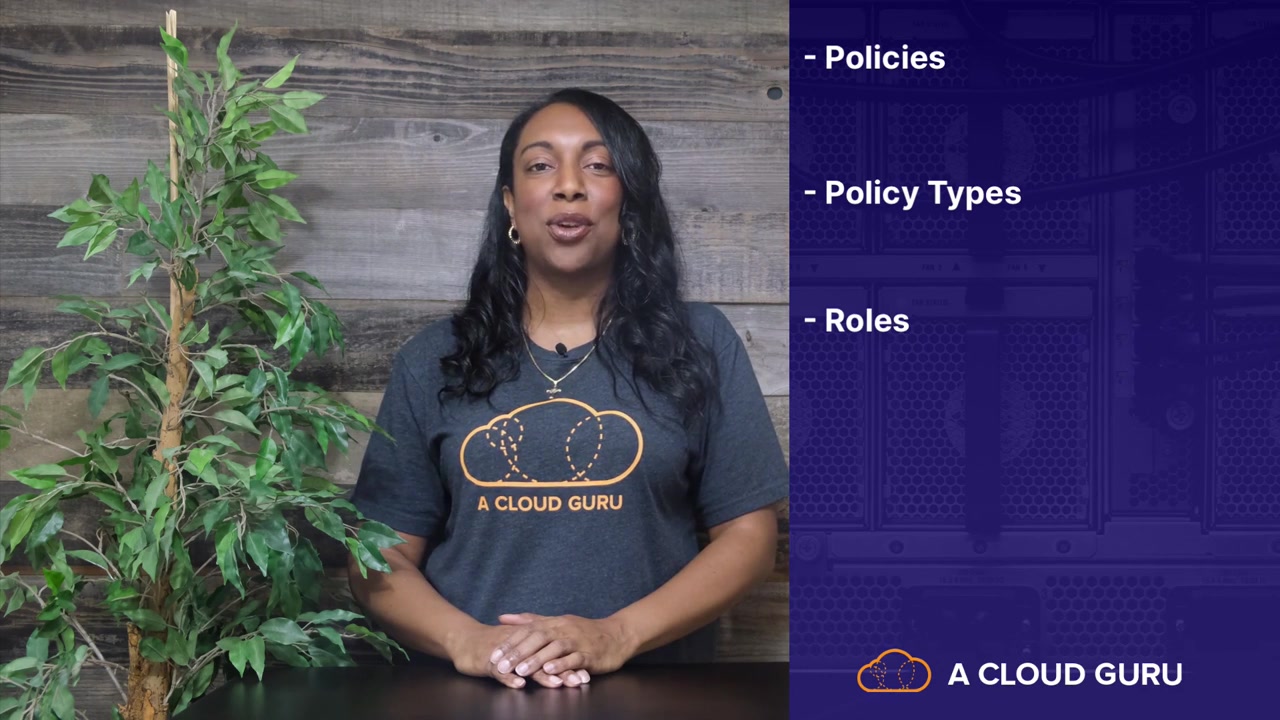 - Policies
- Policy Types
- Roles
A CLOUD GURU
A CLOUD GURU